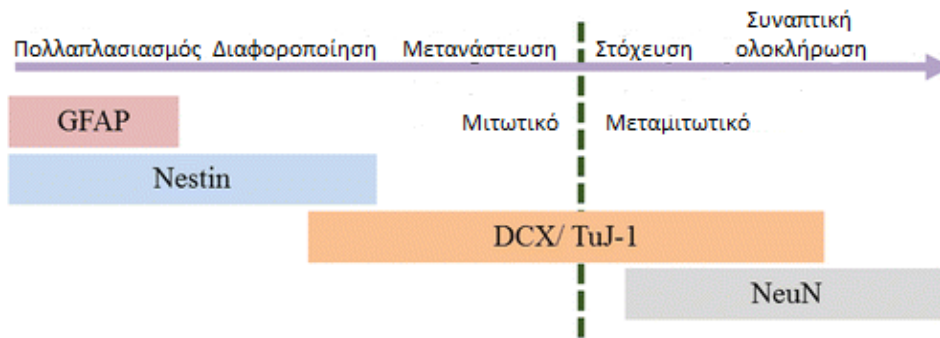 Πολλαπλασιασμός Διαφοροποίηση Μετανάστευση Στόχευση Συναπτική
ολοκλήρωση
GFAP
Μιτωτικό Μεταμιτωτικό
Nestin
DCX/ TuJ-1
NeuN